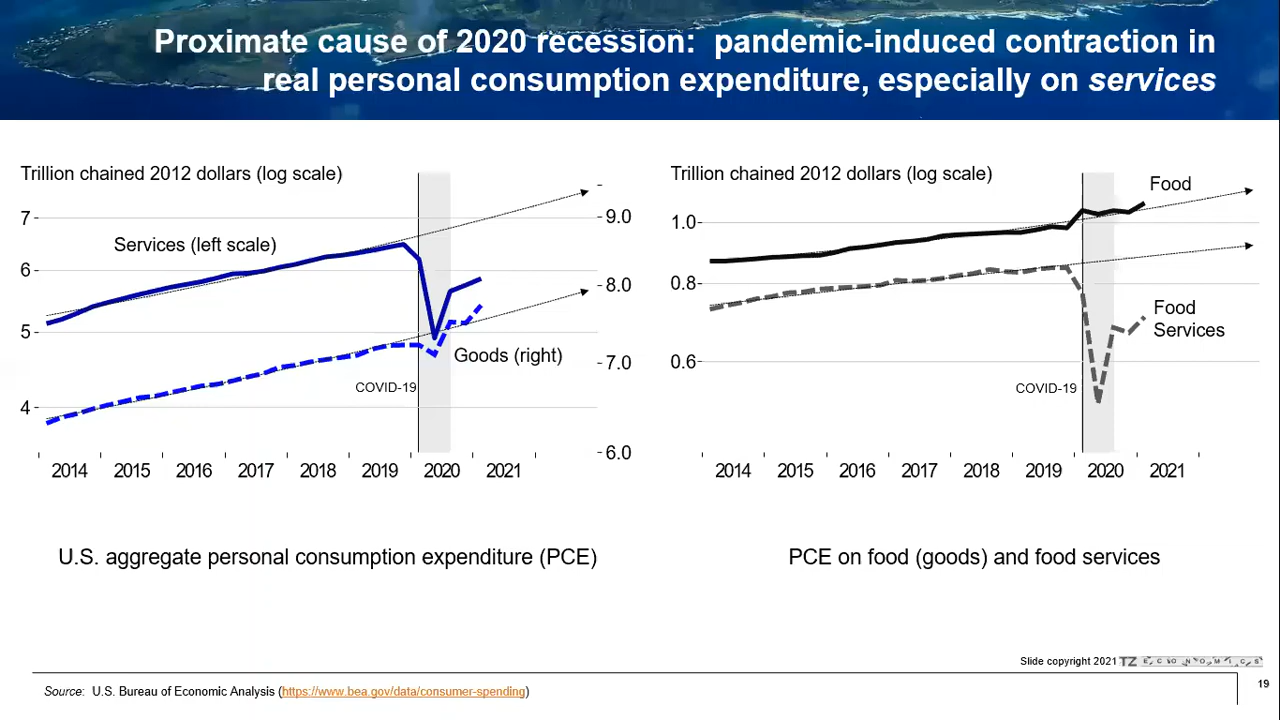 Proximate cause of 2020 recession:  pandemic-induced contraction in
real personal consumption expenditure, especially on services
Trillion chained 2012 dollars (log scale)
7
6
5
4
Services (left scale)
Goods (right)
COVID-19
9.0
8.0
7.0
6.0
2014 2015 2016 2017 2018 2019 2020 2021
U.S. aggregate personal consumption expenditure (PCE)
Trillion chained 2012 dollars (log scale)
1.0
0.8
0.6
Food
Food
Services
COVID-19
2014 2015 2016 2017 2018 2019 2020 2021
PCE on food (goods) and food services
Slide copyright 2021 TZ ECONOMICS
Source:  U.S. Bureau of Economic Analysis (https://www.bea.gov/data/consumer-spending)
19